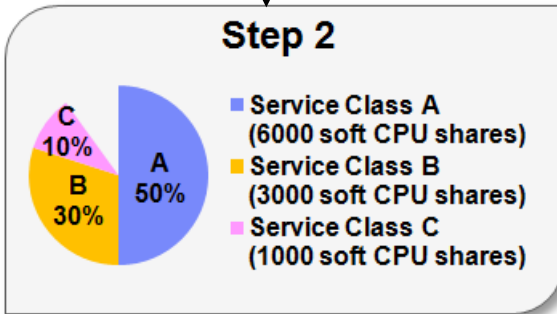 Step 2
C
10%
A
50%
B
30%
Service Class A
(6000 soft CPU shares)
Service Class B
(3000 soft CPU shares)
Service Class C
(1000 soft CPU shares)